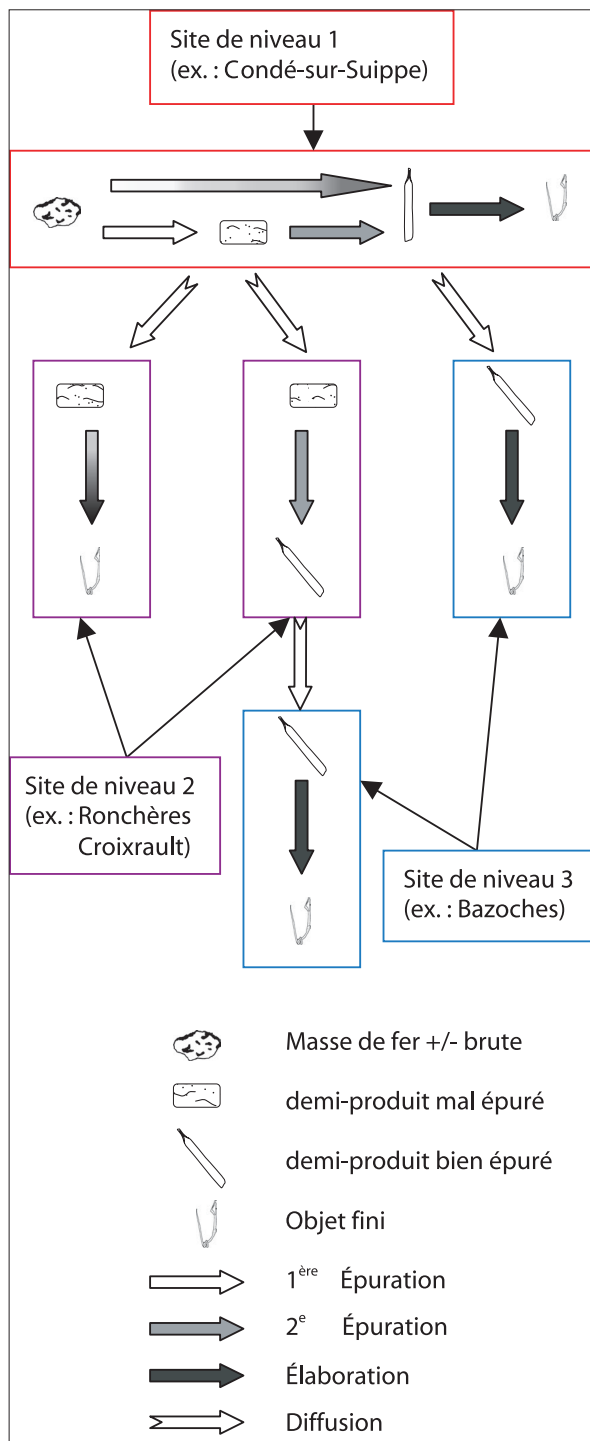 Site de niveau 1
(ex. : Condé-sur-Suippe)
Site de niveau 2
(ex. : Ronchères
Croixrault)
Site de niveau 3
(ex. : Bazoches)
Masse de fer +/- brute
demi-produit mal épuré
demi-produit bien épuré
Objet fini
1ère Épuration
2e Épuration
Élaboration
Diffusion